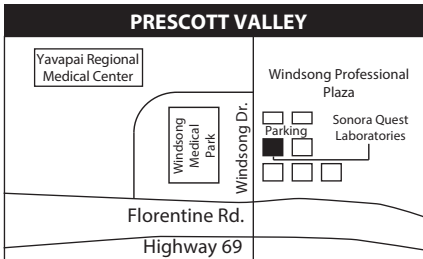 PRESCOTT VALLEY
Yavapai Regional
Medical Center
Windsong Professional
Plaza
Windsong
Medical
Park
Windsong Dr.
Parking
Sonora Quest
Laboratories
Florentine Rd.
Highway 69